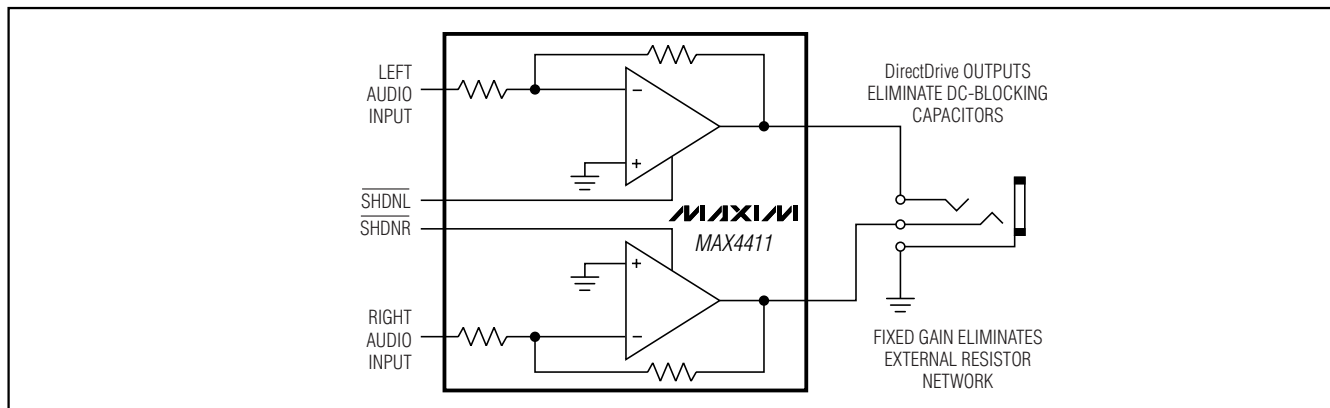 LEFT
AUDIO
INPUT
−
+
DirectDrive OUTPUTS
ELIMINATE DC-BLOCKING
CAPACITORS
SHDNL
SHDNR
MAXIM
MAX4411
+
−
RIGHT
AUDIO
INPUT
FIXED GAIN ELIMINATES
EXTERNAL RESISTOR
NETWORK